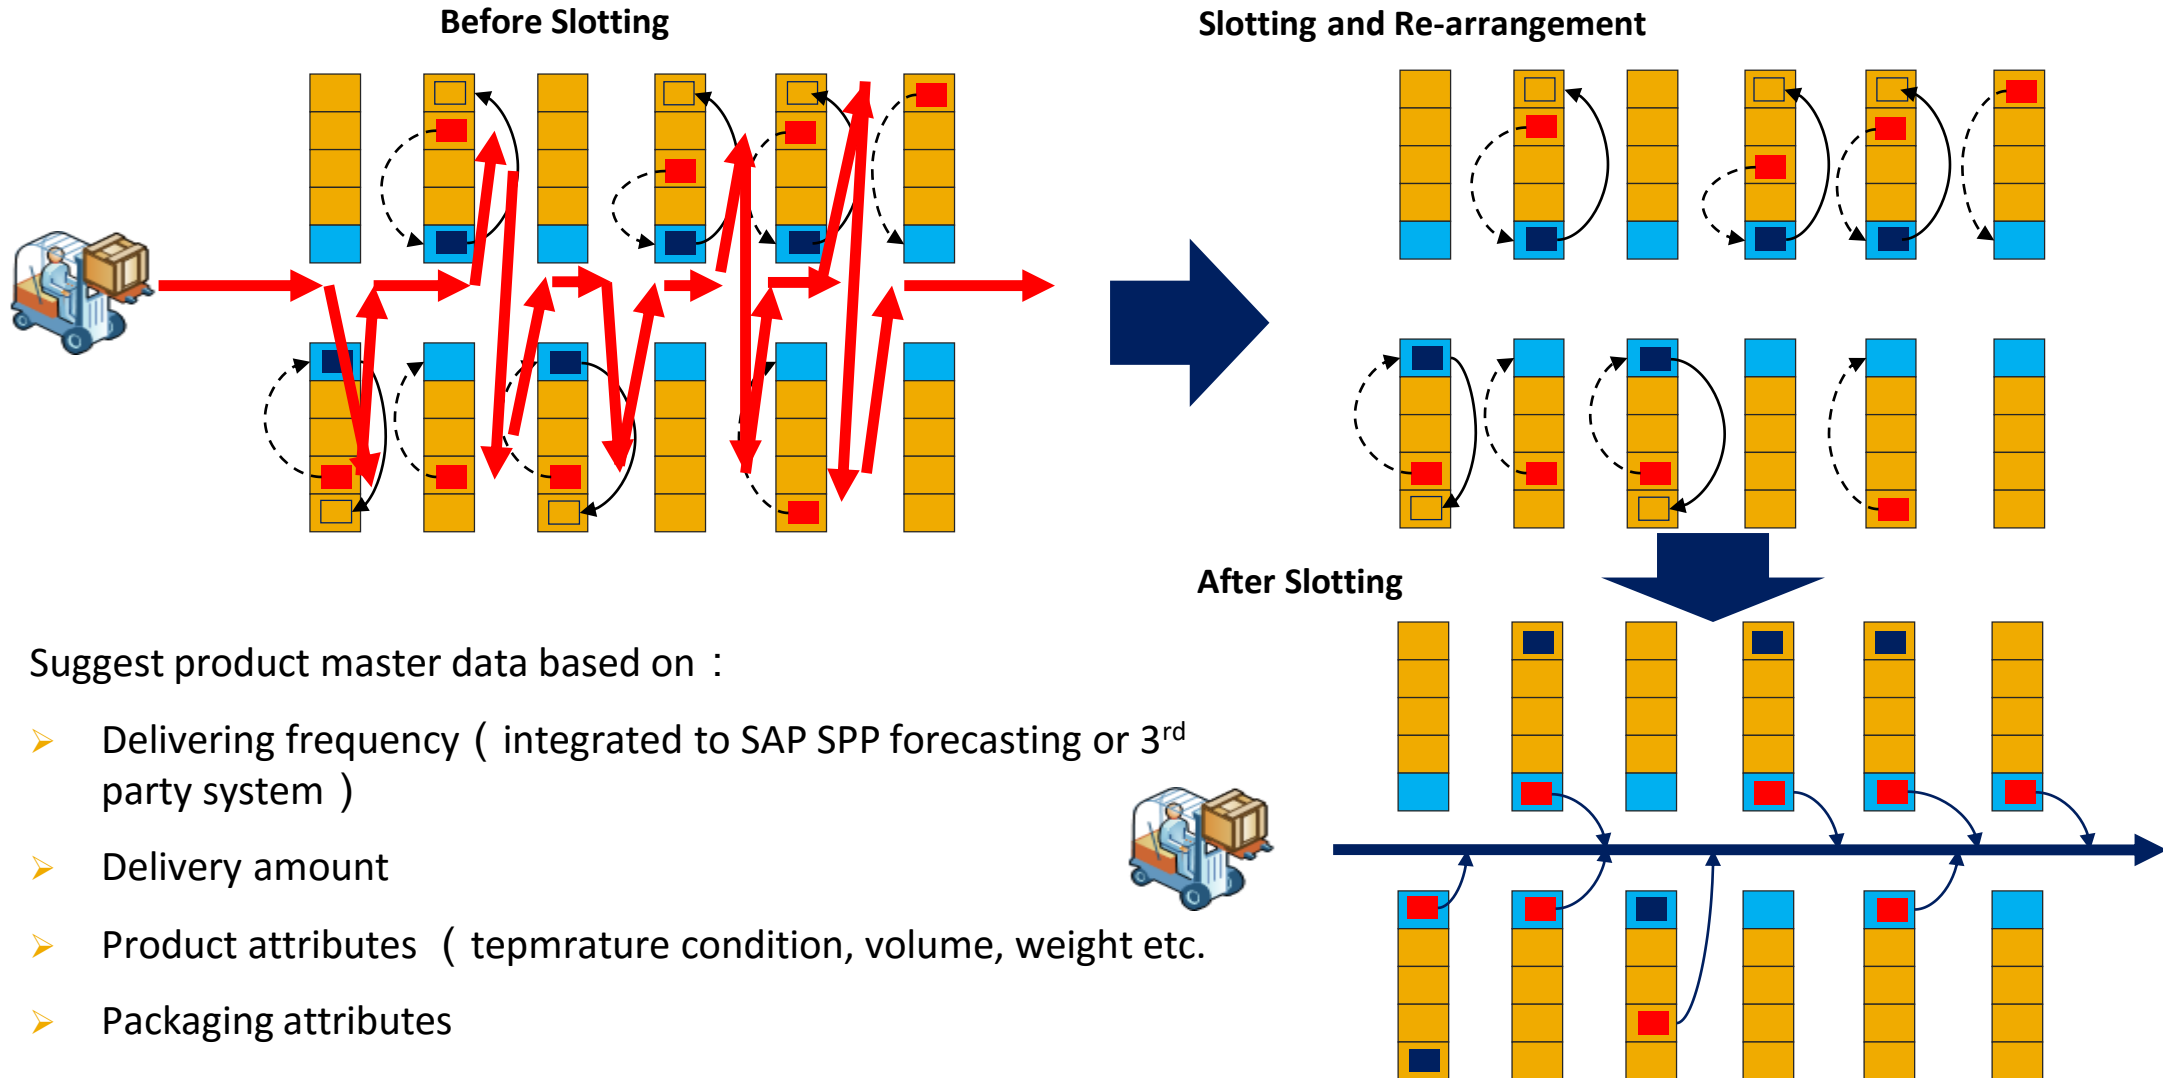 Before Slotting
Slotting and Re-arrangement
After Slotting
Suggest product master data based on：
➢ Delivering frequency（integrated to SAP SPP forecasting or 3rd
party system）
➢ Delivery amount
➢ Product attributes （tepmrature condition, volume, weight etc.
➢ Packaging attributes